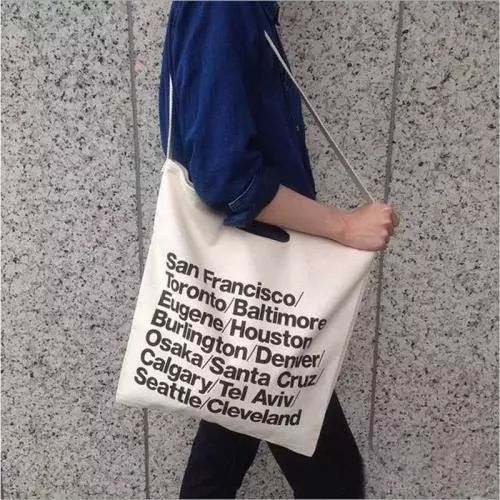 San Francisco/
Toronto/Baltimore
Eugene/Houston
Burlington/Denver/
Osaka/Santa Cruz/
Calgary/Tel Aviv/
Seattle/Cleveland